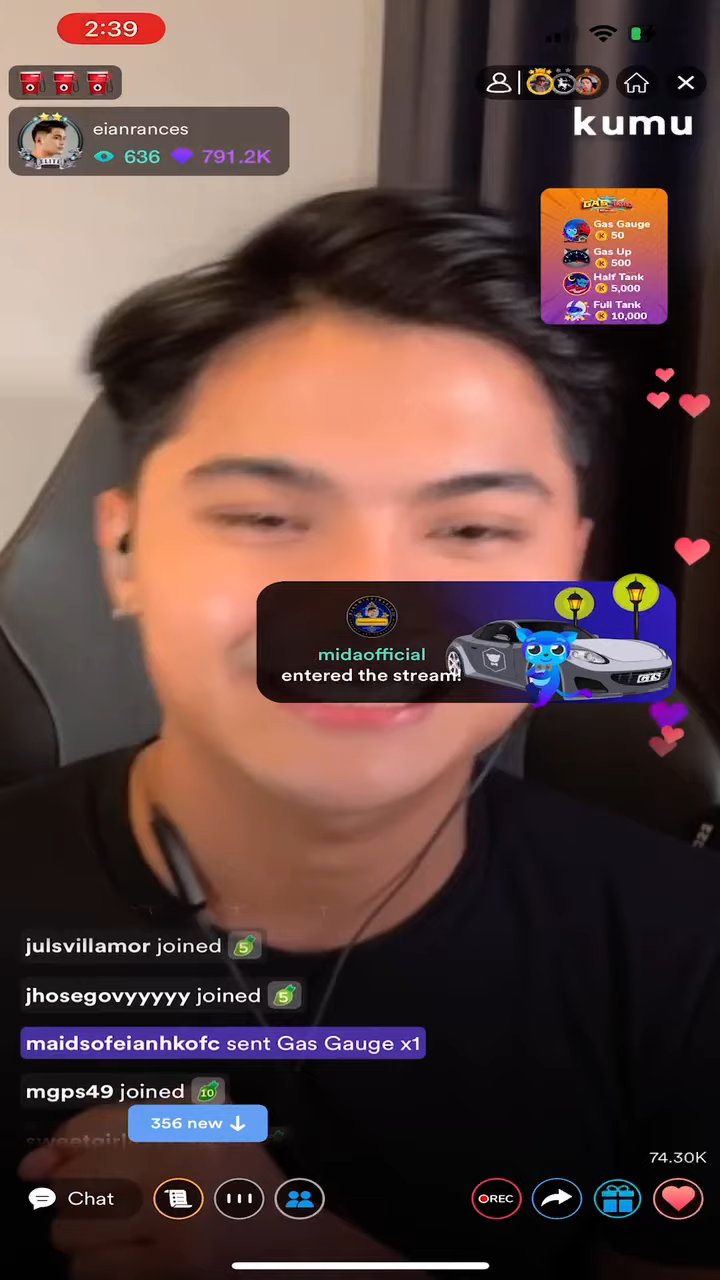 2:39
eianrances
636 791.2K
ELITE
kumu
Gas Gauge
50
Gas Up
500
Half Tank
5,000
Full Tank
10,000
midaofficial
entered the stream!
GTS
julsvillamor joined 5
jhosegovyyyyy joined 5
maidsofeianhkofc sent Gas Gauge x1
mgps49 joined 10
356 new
sweetgirl
74.30K
Chat
REC